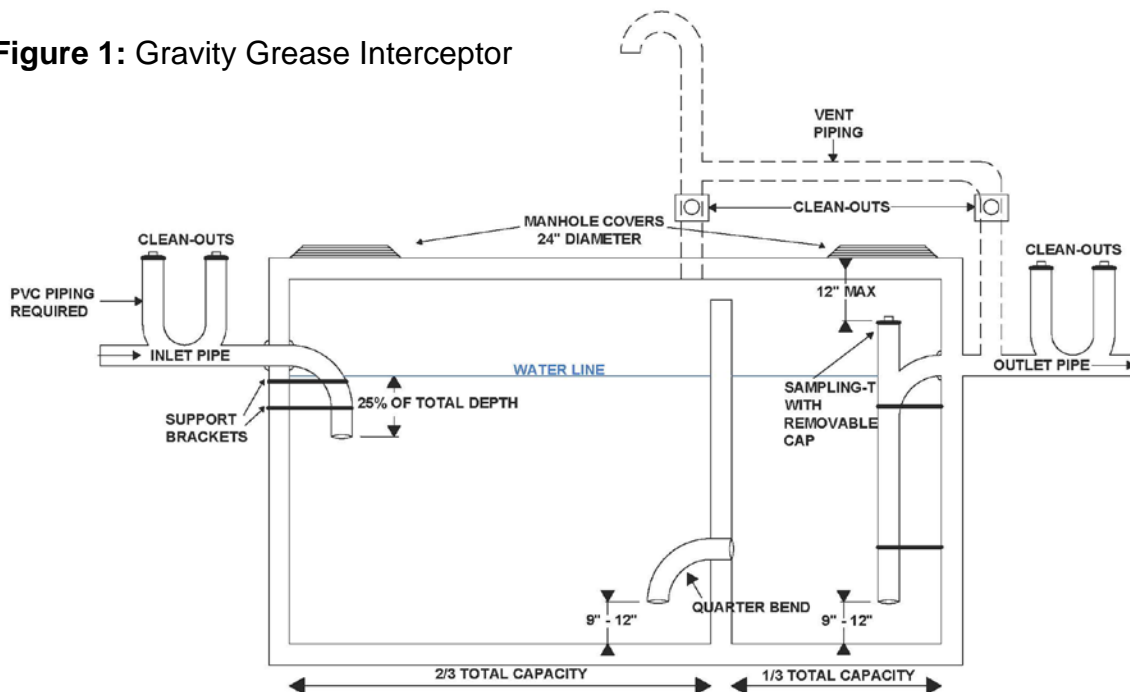 Figure 1: Gravity Grease Interceptor
VENT
PIPING
CLEAN-OUTS
MANHOLE COVERS
24" DIAMETER
CLEAN-OUTS
CLEAN-OUTS
PVC PIPING
REQUIRED
12" MAX
INLET PIPE
OUTLET PIPE
WATER LINE
25% OF TOTAL DEPTH
SUPPORT
BRACKETS
SAMPLING-T
WITH
REMOVABLE
CAP
QUARTER BEND
9" - 12"
9" - 12"
2/3 TOTAL CAPACITY
1/3 TOTAL CAPACITY